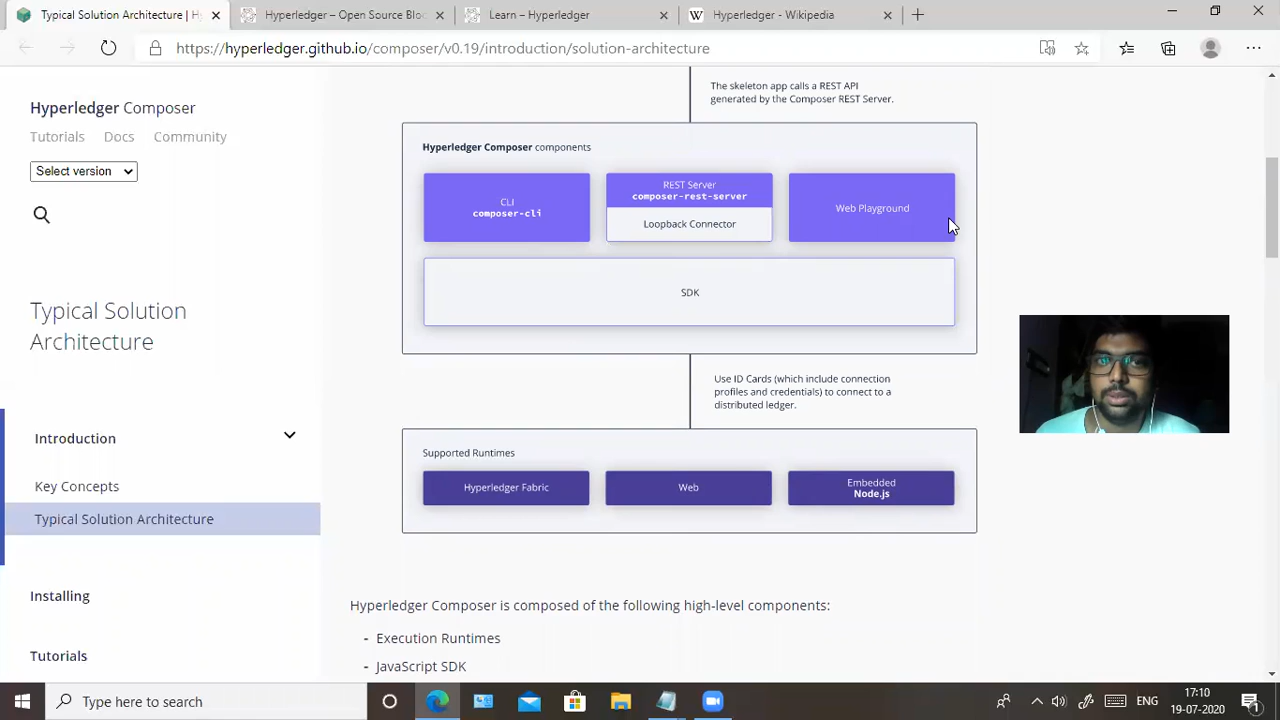 Typical Solution Architecture | H
Hyperledger – Open Source Bloc
Learn – Hyperledger
Hyperledger - Wikipedia
https://hyperledger.github.io/composer/v0.19/introduction/solution-architecture
Hyperledger Composer
Tutorials Docs Community
Select version
Typical Solution
Architecture
Introduction
Key Concepts
Typical Solution Architecture
Installing
Tutorials
The skeleton app calls a REST API
generated by the Composer REST Server.
Hyperledger Composer components
CLI
composer-cli
REST Server
composer-rest-server
Loopback Connector
Web Playground
SDK
Use ID Cards (which include connection
profiles and credentials) to connect to a
distributed ledger.
Supported Runtimes
Hyperledger Fabric
Web
Embedded
Node.js
Hyperledger Composer is composed of the following high-level components:
- Execution Runtimes
- JavaScript SDK
Type here to search
ENG
17:10
19-07-2020
1